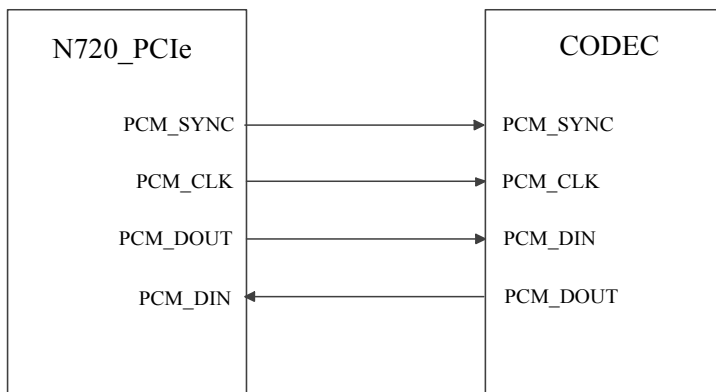 N720_PCIe CODEC
PCM_SYNC PCM_SYNC
PCM_CLK PCM_CLK
PCM_DOUT PCM_DIN
PCM_DIN PCM_DOUT